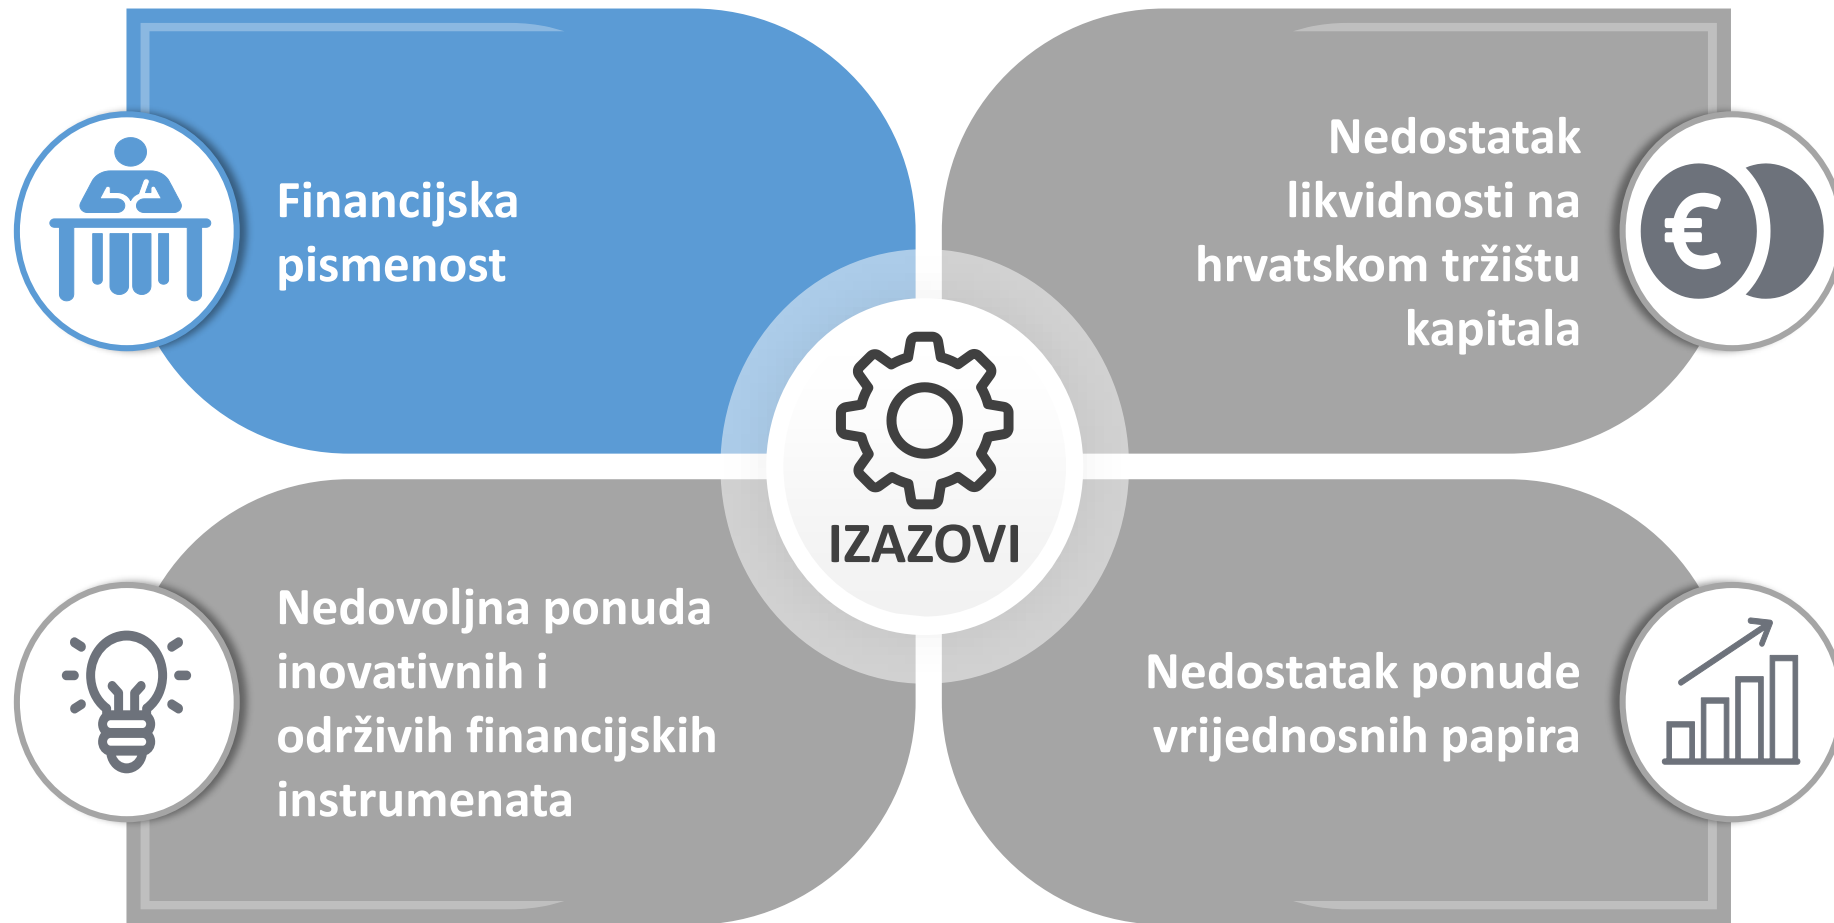 Financijska
pismenost
Nedostatak
likvidnosti na
hrvatskom tržištu
kapitala
€
IZAZOVI
Nedovoljna ponuda
inovativnih i
održivih financijskih
instrumenata
Nedostatak ponude
vrijednosnih papira